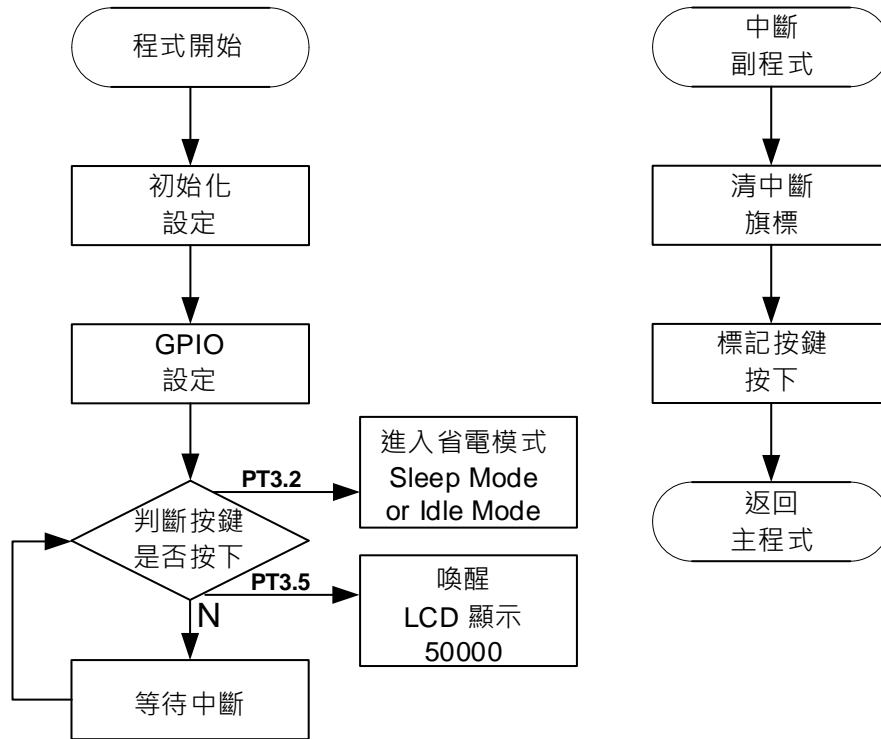 程式開始
初始化
設定
GPIO
設定
判斷按鍵
是否按下
PT3.2
進入省電模式
Sleep Mode
or Idle Mode
PT3.5
喚醒
LCD 顯示
50000
N
等待中斷
中斷
副程式
清中斷
旗標
標記按鍵
按下
返回
主程式